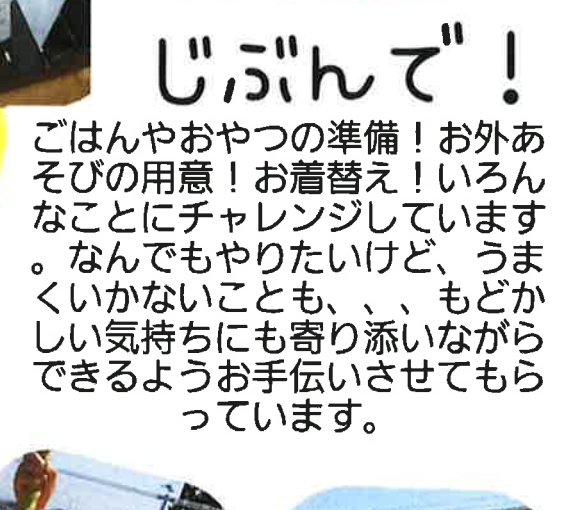 じぶんで！
ごはんやおやつの準備！お外あ
そびの用意！お着替え！いろん
なことにチャレンジしています
。なんでもやりたいけど、うま
くいかないことも、、、もどか
しい気持ちにも寄り添いながら
できるようお手伝いさせてもら
っています。